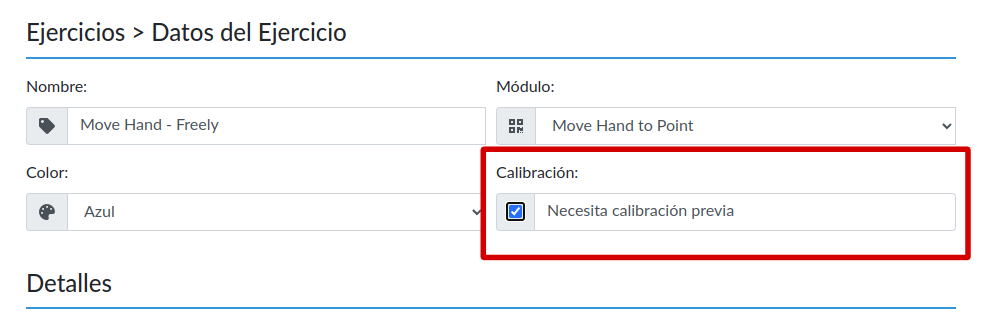 Ejercicios > Datos del Ejercicio
Nombre:
Módulo:
Move Hand - Freely
Move Hand to Point
Color:
Calibración:
Azul
Necesita calibración previa
Detalles